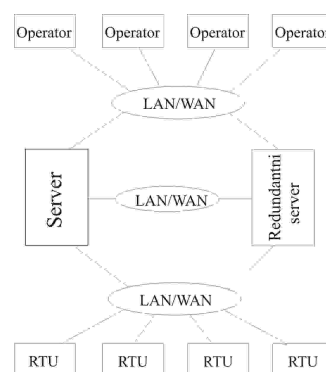 Operator Operator Operator Operator
LAN/WAN
Server
LAN/WAN
Redundantni
server
LAN/WAN
RTU RTU RTU RTU